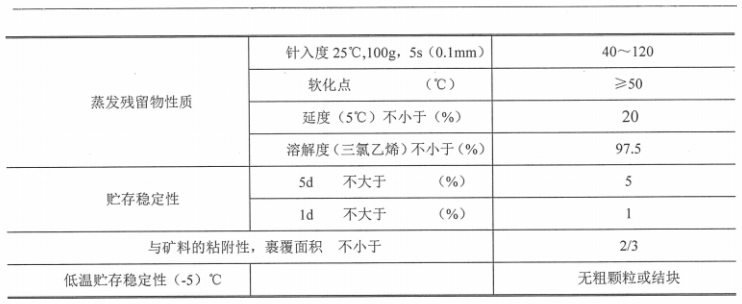 蒸发残留物性质
针入度 25℃,100g，5s（0.1mm） 40～120
软化点 （℃） ≥50
延度（5℃）不小于（%） 20
溶解度（三氯乙烯）不小于（%） 97.5
贮存稳定性
5d 不大于 （%） 5
1d 不大于 （%） 1
与矿料的粘附性，裹覆面积 不小于 2/3
低温贮存稳定性（-5）℃ 无粗颗粒或结块